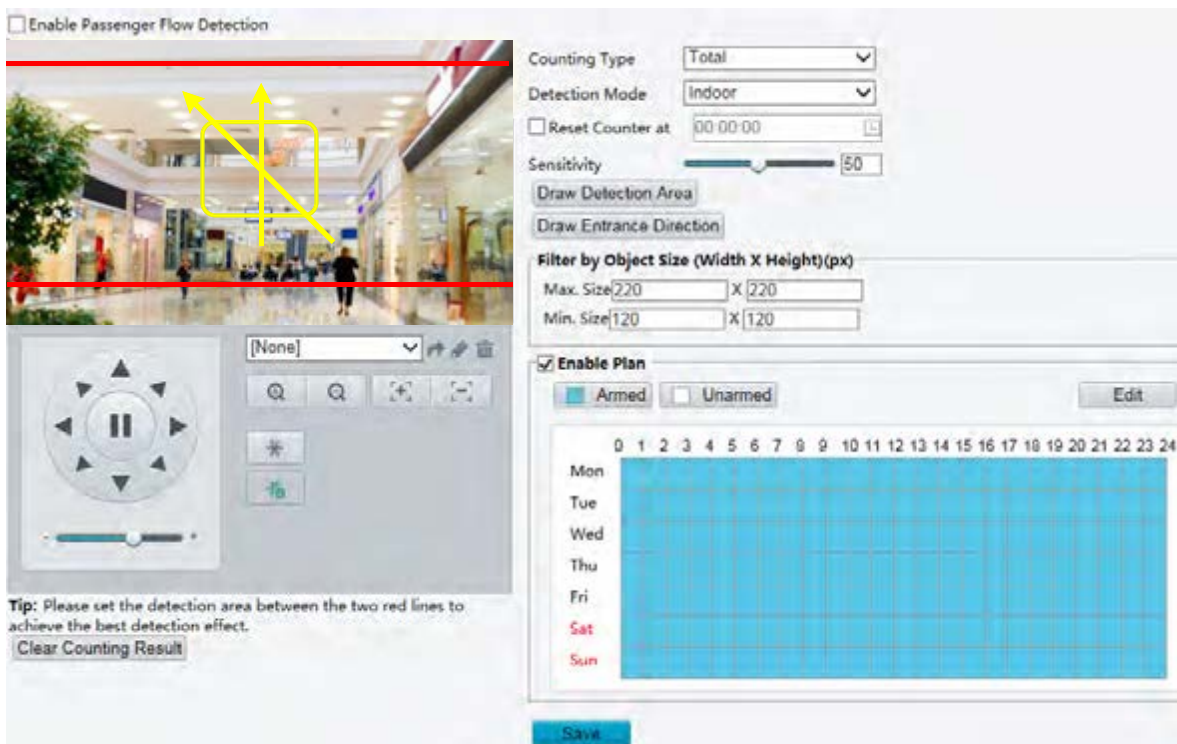 Enable Passenger Flow Detection
Counting Type Total
Detection Mode Indoor
Reset Counter at 00:00:00
Sensitivity 50
Draw Detection Area
Draw Entrance Direction
Filter by Object Size (Width X Height)(px)
Max. Size 220 X 220
Min. Size 120 X 120
[None]
Tip: Please set the detection area between the two red lines to
achieve the best detection effect.
Clear Counting Result
Enable Plan
Armed Unarmed Edit
0 1 2 3 4 5 6 7 8 9 10 11 12 13 14 15 16 17 18 19 20 21 22 23 24
Mon
Tue
Wed
Thu
Fri
Sat
Sun
Save